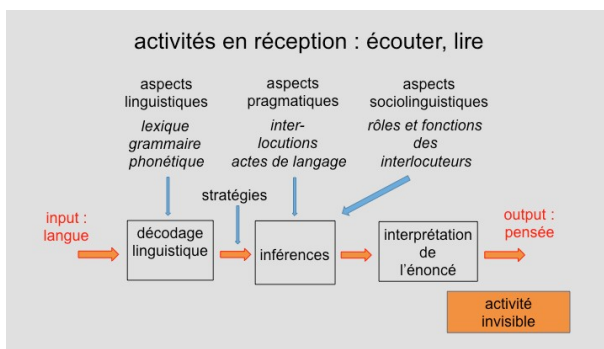 activités en réception : écouter, lire
aspects
linguistiques
lexique
grammaire
phonétique
aspects
pragmatiques
inter-
locutions
actes de langage
aspects
sociolinguistiques
rôles et fonctions
des
interlocuteurs
stratégies
input :
langue
décodage
linguistique
inférences
interprétation
de
l'énoncé
output :
pensée
activité
invisible